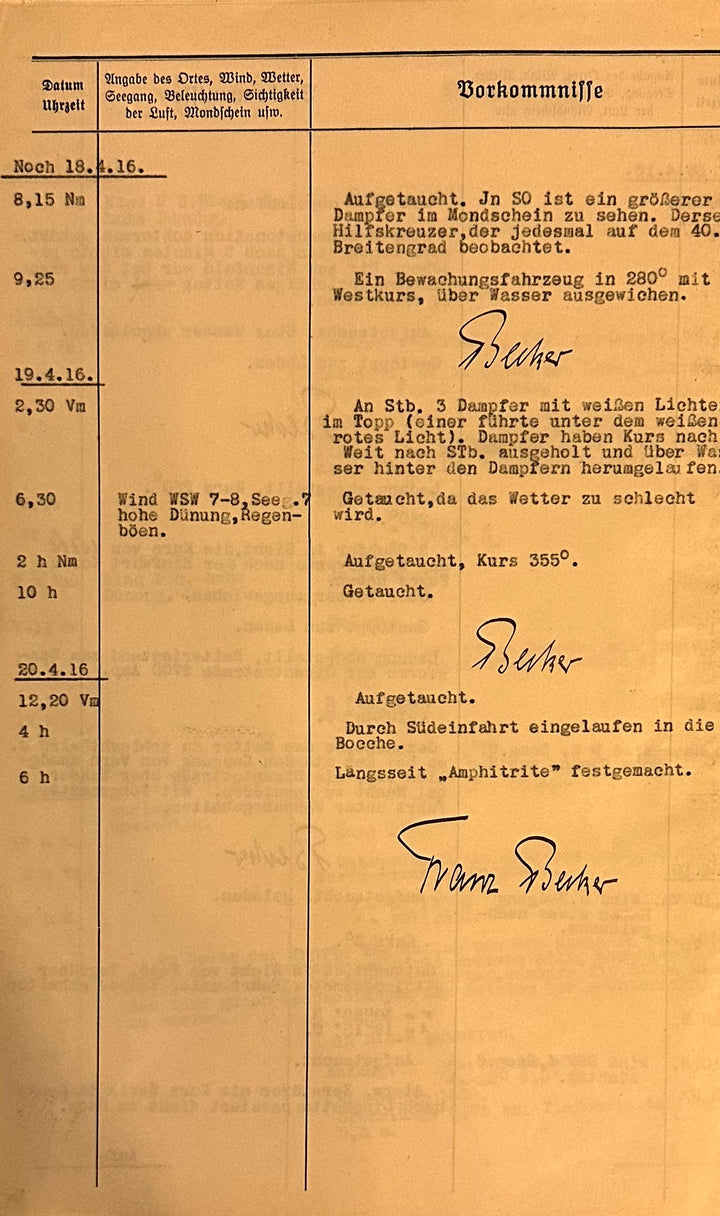 Datum
Uhrzeit
Angabe des Ortes, Wind, Wetter,
Seegang, Beleuchtung, Sichtigkeit
der Luft, Mondschein usw.
Vorkommnisse
Noch 18.4.16.
8,15 Nm
Aufgetaucht. Jn SO ist ein größerer
Dampfer im Mondschein zu sehen. Derse
Hilfskreuzer,der jedesmal auf dem 40.
Breitengrad beobachtet.
9,25
Ein Bewachungsfahrzeug in 280° mit
Westkurs, über Wasser ausgewichen.
Becker
19.4.16.
2,30 Vm
An Stb. 3 Dampfer mit weißen Lichte
im Topp (einer führte unter dem weißen
rotes Licht). Dampfer haben Kurs nach
Weit nach STb. ausgeholt und über Was
ser hinter den Dampfern herumgelaufen.
6,30
Wind WSW 7-8,Seeg.7
hohe Dünung,Regen-
böen.
Getaucht,da das Wetter zu schlecht
wird.
2 h Nm
Aufgetaucht, Kurs 355°.
10 h
Getaucht.
Becker
20.4.16
12,20 Vm
Aufgetaucht.
4 h
Durch Südeinfahrt eingelaufen in die
Bocche.
6 h
Längsseit „Amphitrite" festgemacht.
Franz Becker